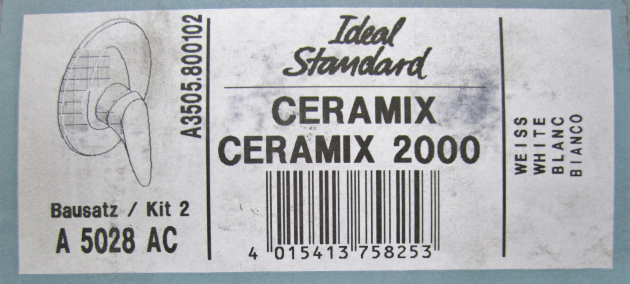 A3505.800102
Bausatz / Kit 2
A 5028 AC
Ideal
Standard
CERAMIX
CERAMIX 2000
4 015413 758253
WEISS
WHITE
BLANC
BIANCO